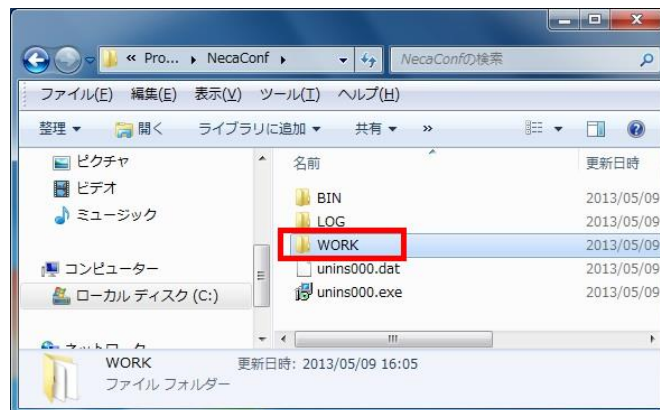 « Pro... ▸ NecaConf ▸
NecaConfの検索
ファイル(F) 編集(E) 表示(V) ツール(T) ヘルプ(H)
整理 ▼ 開く ライブラリに追加 ▼ 共有 ▼ »
ピクチャ
ビデオ
ミュージック
コンピューター
ローカル ディスク (C:)
名前 更新日時
BIN 2013/05/09
LOG 2013/05/09
WORK 2013/05/09
unins000.dat 2013/05/09
unins000.exe 2013/05/09
WORK 更新日時: 2013/05/09 16:05
ファイル フォルダー